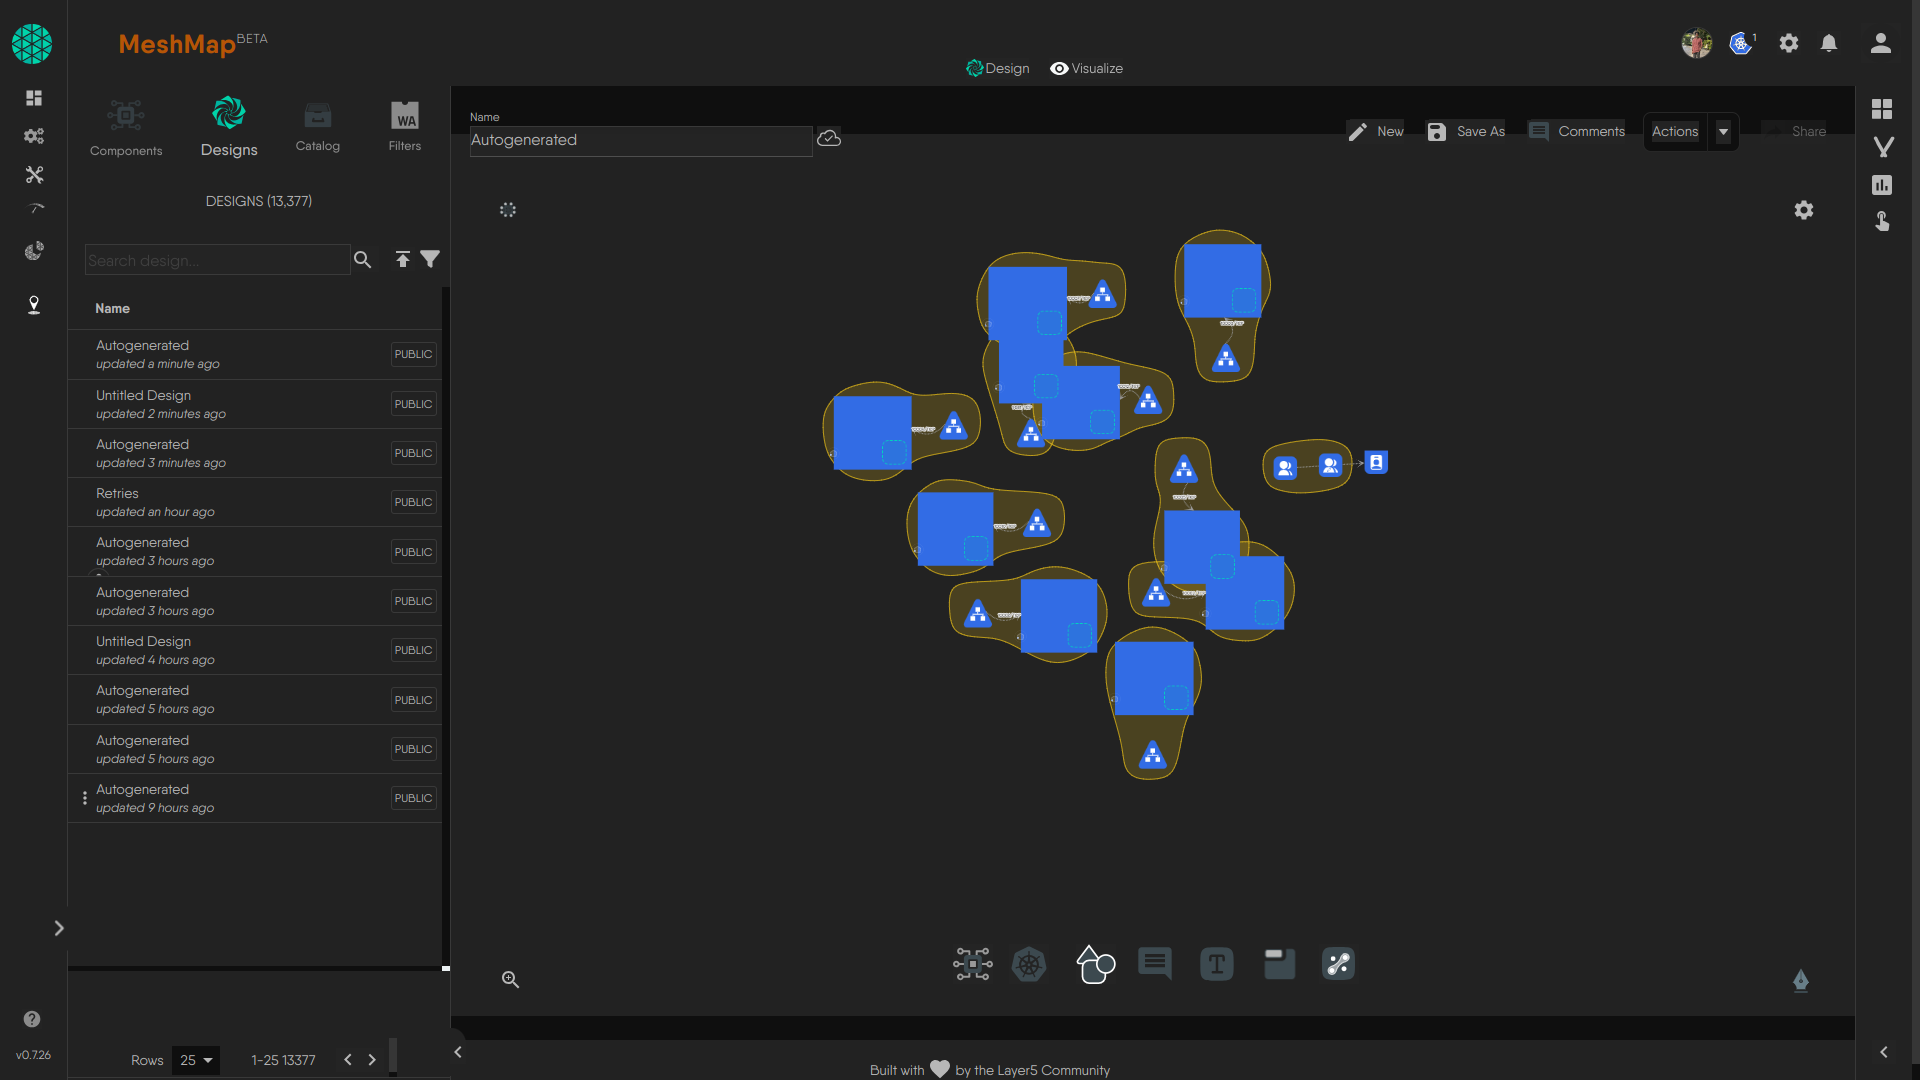 MeshMap BETA
1
Design
Visualize
Components
Designs
Catalog
WA
Filters
DESIGNS (13,377)
Search design...
Name
Autogenerated
updated a minute ago
PUBLIC
Untitled Design
updated 2 minutes ago
PUBLIC
Autogenerated
updated 3 minutes ago
PUBLIC
Retries
updated an hour ago
PUBLIC
Autogenerated
updated 3 hours ago
PUBLIC
Autogenerated
updated 3 hours ago
PUBLIC
Untitled Design
updated 4 hours ago
PUBLIC
Autogenerated
updated 5 hours ago
PUBLIC
Autogenerated
updated 5 hours ago
PUBLIC
Autogenerated
updated 9 hours ago
PUBLIC
Rows 25 1-25 13377
v0.7.26
Name
Autogenerated
New
Save As
Comments
Actions
Share
T
Built with by the Layer5 Community